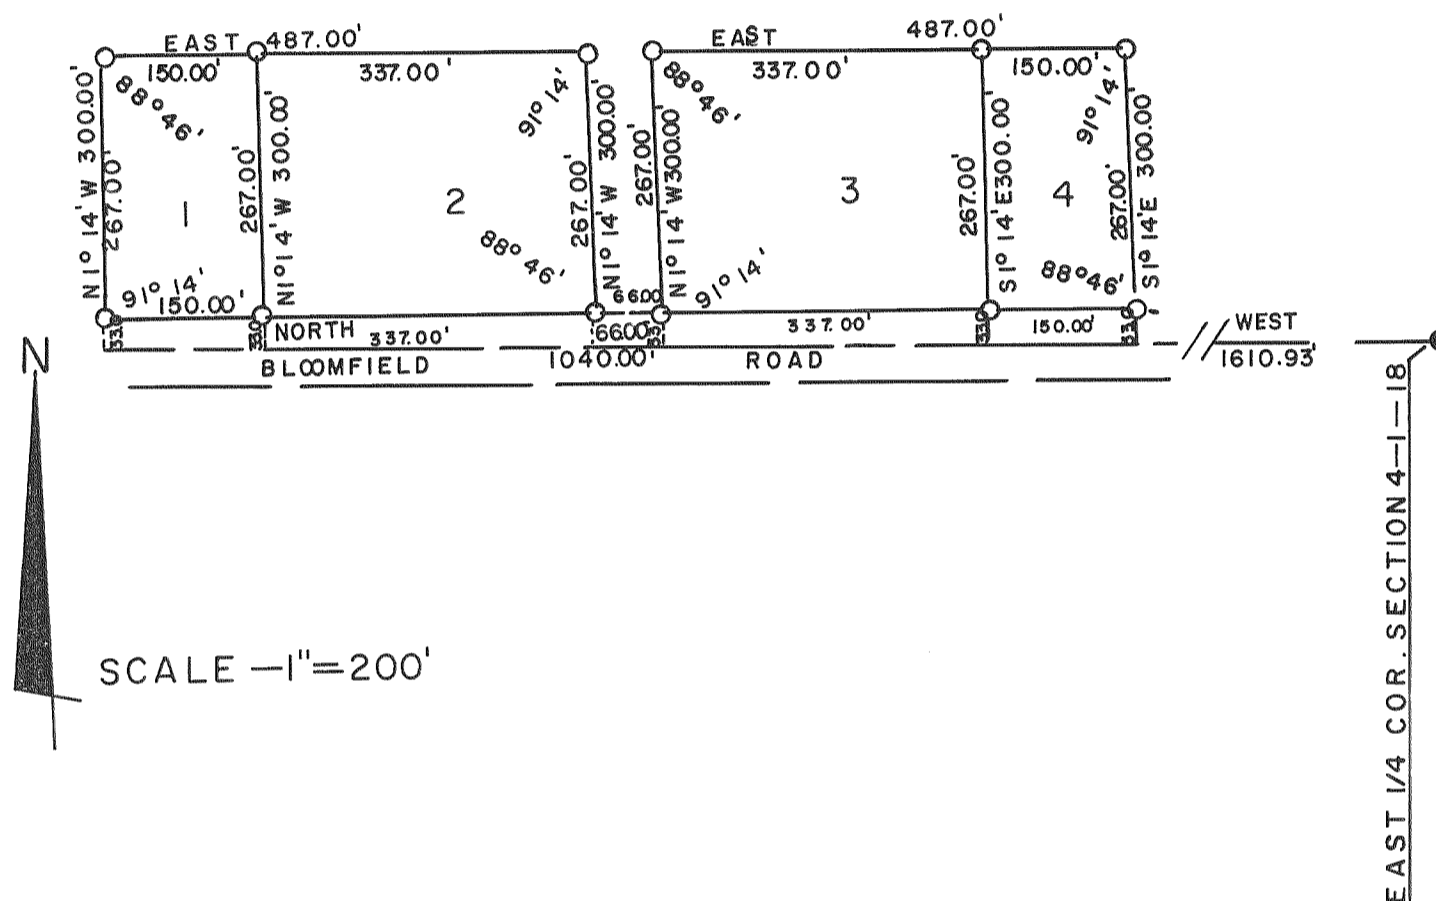 EAST 487.00'
150.00' 337.00'
EAST 487.00'
337.00' 150.00'
N 1° 14' W 300.00'
267.00'
88° 46'
1
91° 14'
150.00'
267.00'
N1° 14' W 300.00'
2
91° 14'
88° 46'
267.00'
N1° 14' W 300.00'
267.00'
N1° 14' W 300.00'
88° 46'
3
91° 14'
267.00'
S1° 14' E 300.00'
4
91° 14'
88° 46'
267.00'
S1° 14' E 300.00'
66.00
33.0 33.0 NORTH 337.00' 66.00' 33. 337.00' 33.0 150.00' 33.0
BLOOMFIELD 1040.00' ROAD
WEST
1610.93'
N
SCALE —1"=200'
EAST 1/4 COR. SECTION 4—1—18